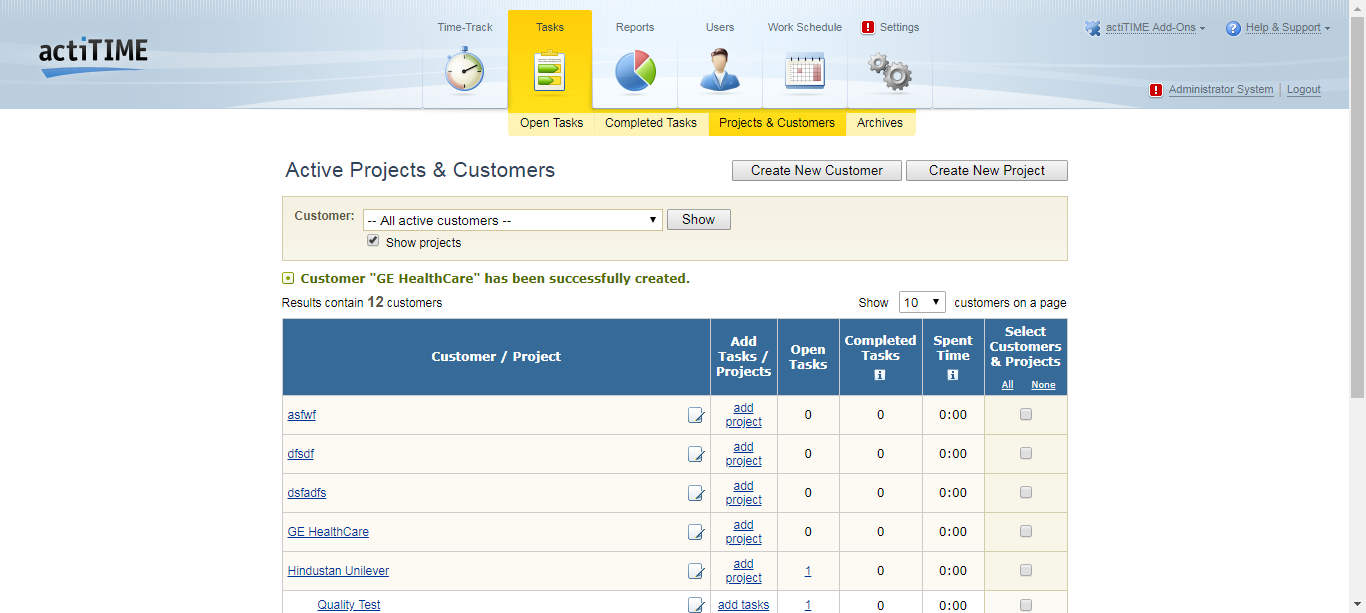 actiTIME
Time-Track
Tasks
Reports
Users
Work Schedule
! Settings
actiTIME Add-Ons
? Help & Support
! Administrator System
Logout
Open Tasks
Completed Tasks
Projects & Customers
Archives
Active Projects & Customers
Create New Customer
Create New Project
Customer: -- All active customers -- Show
Show projects
Customer "GE HealthCare" has been successfully created.
Results contain 12 customers
Show 10 customers on a page
Customer / Project
Add
Tasks /
Projects
Open
Tasks
Completed
Tasks
i
Spent
Time
i
Select
Customers
& Projects
All None
asfwf add project 0 0 0:00
dfsdf add project 0 0 0:00
dsfadfs add project 0 0 0:00
GE HealthCare add project 0 0 0:00
Hindustan Unilever add project 1 0 0:00
Quality Test add tasks 1 0 0:00